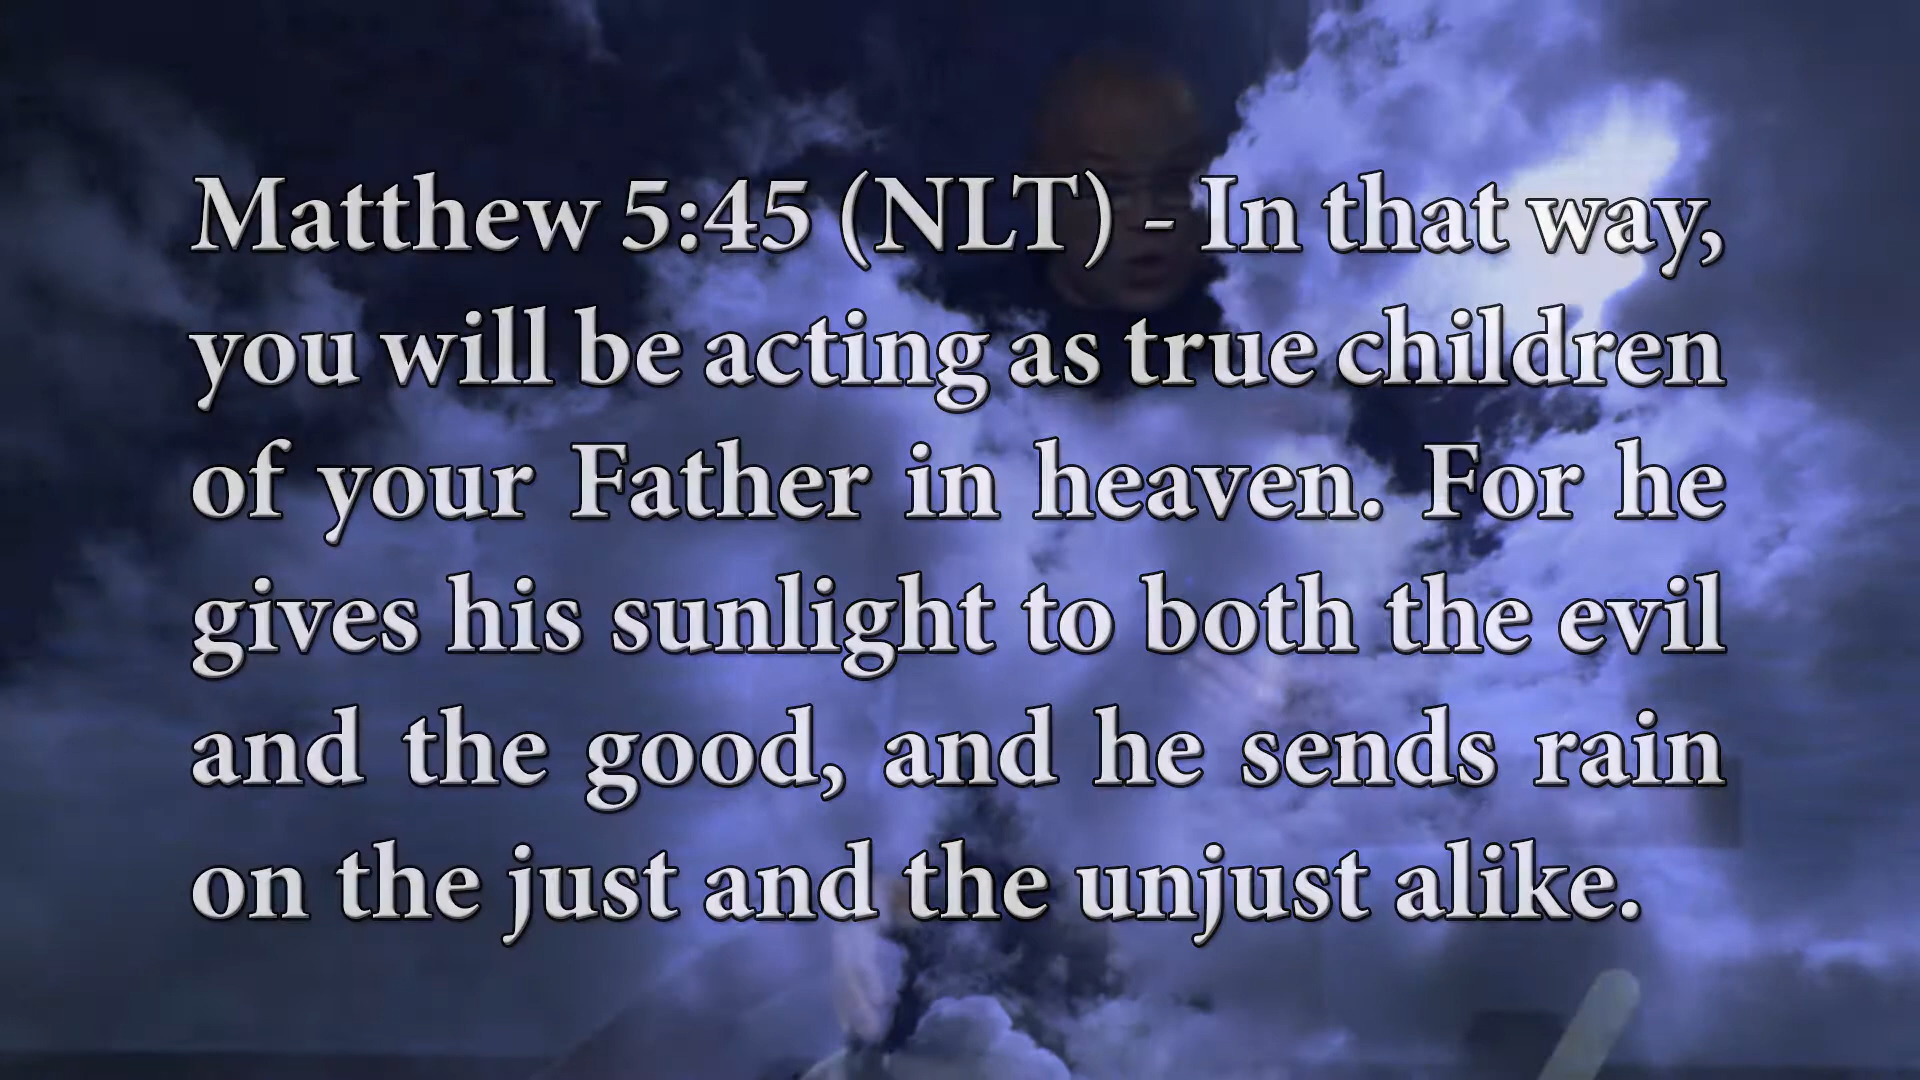 Matthew 5:45 (NLT) - In that way,
you will be acting as true children
of your Father in heaven. For he
gives his sunlight to both the evil
and the good, and he sends rain
on the just and the unjust alike.